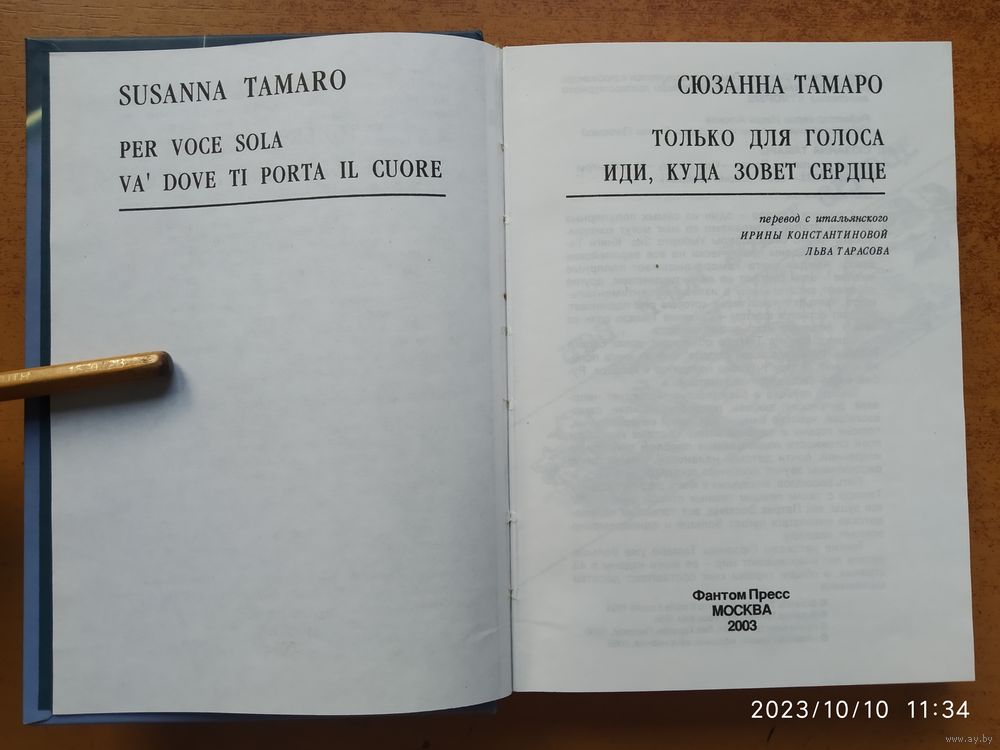 SUSANNA TAMARO
PER VOCE SOLA
VA' DOVE TI PORTA IL CUORE
СЮЗАННА ТАМАРО
ТОЛЬКО ДЛЯ ГОЛОСА
ИДИ, КУДА ЗОВЕТ СЕРДЦЕ
перевод с итальянского
ИРИНЫ КОНСТАНТИНОВОЙ
ЛЬВА ТАРАСОВА
Фантом Пресс
МОСКВА
2003
2023/10/10 11:34
www.ay.by